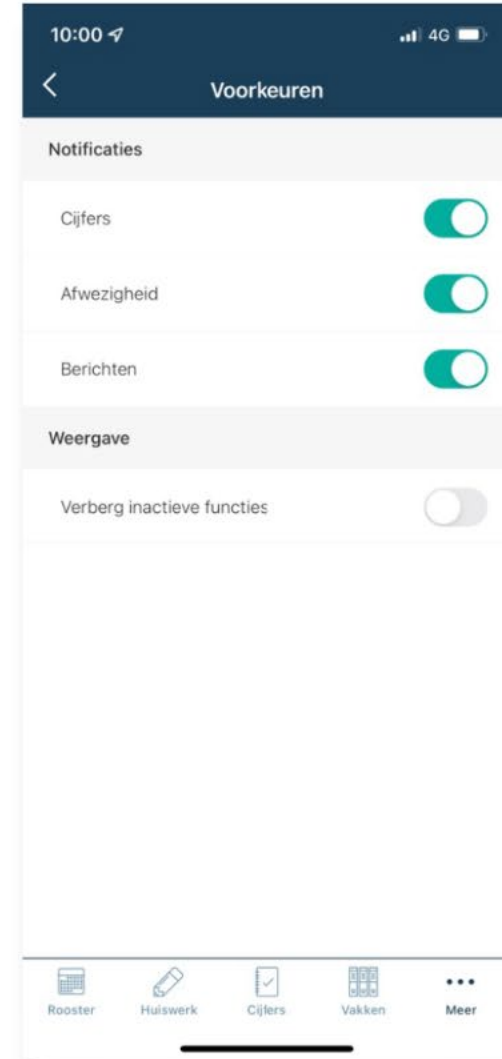 10:00 4G
Voorkeuren
Notificaties
Cijfers
Afwezigheid
Berichten
Weergave
Verberg inactieve functies
Rooster Huiswerk Cijfers Vakken Meer